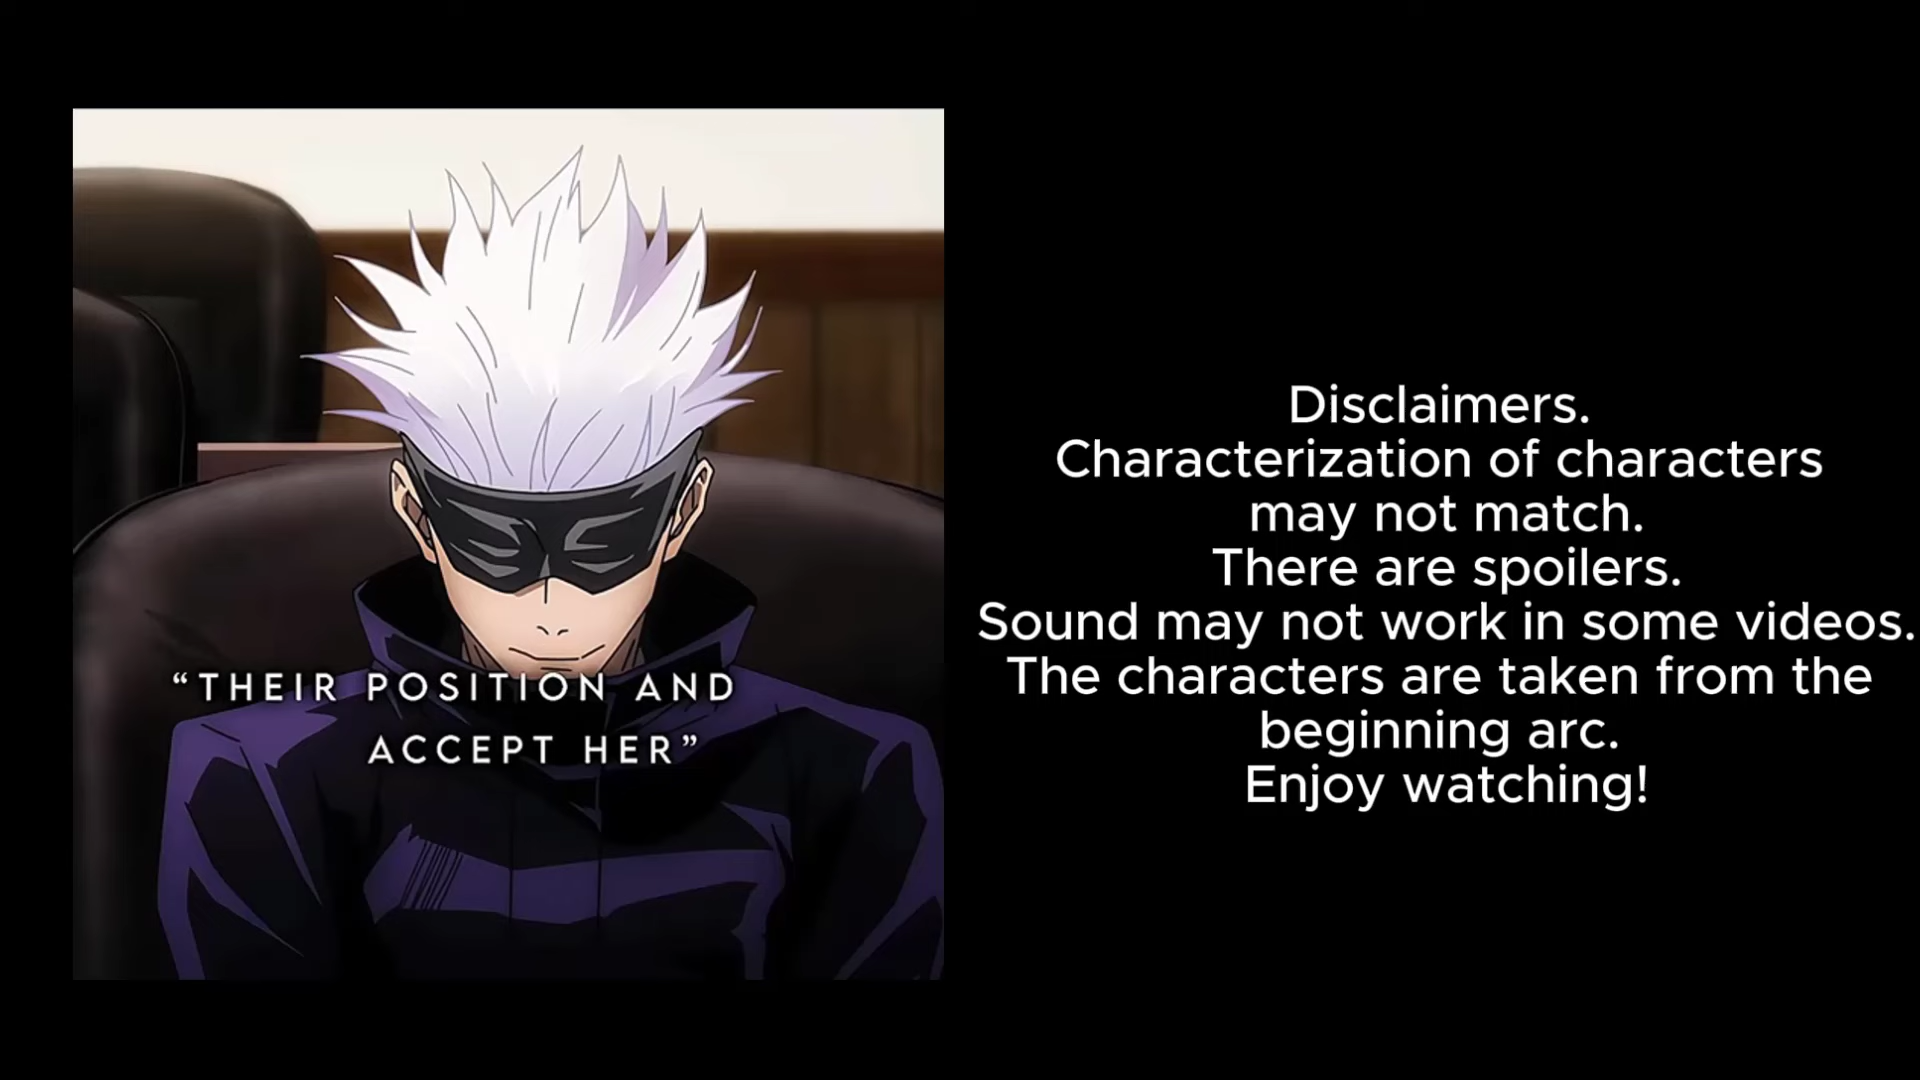 “THEIR POSITION AND
ACCEPT HER”
Disclaimers.
Characterization of characters
may not match.
There are spoilers.
Sound may not work in some videos.
The characters are taken from the
beginning arc.
Enjoy watching!